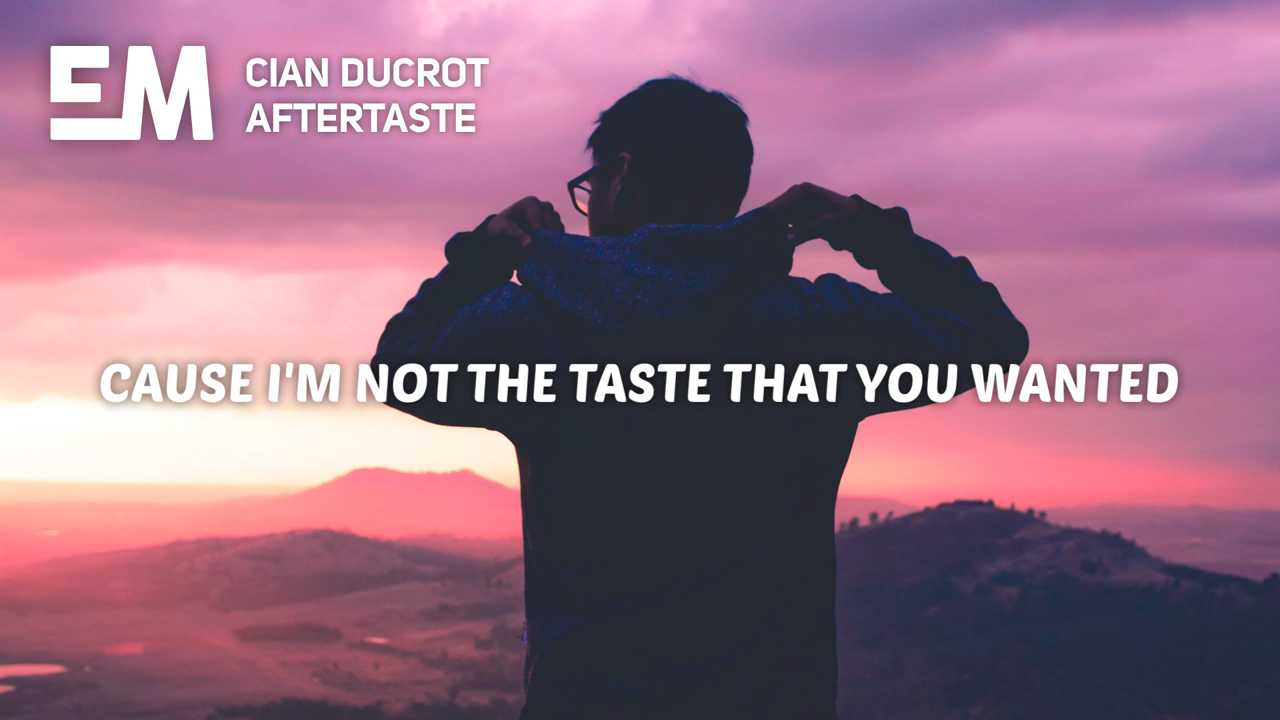 EM
CIAN DUCROT
AFTERTASTE
CAUSE I'M NOT THE TASTE THAT YOU WANTED